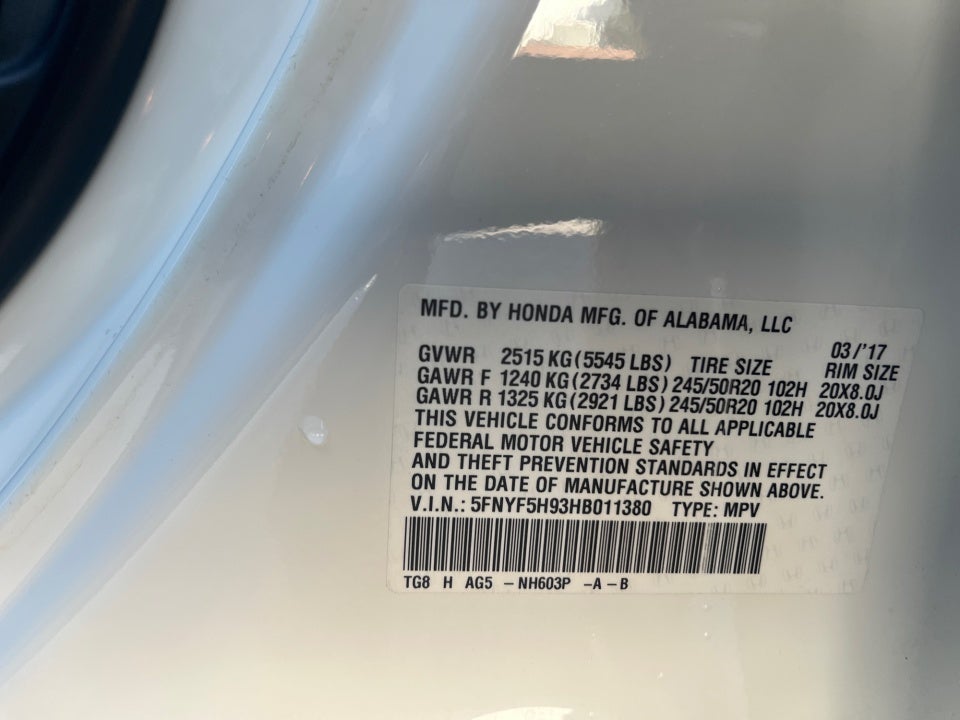 MFD. BY HONDA MFG. OF ALABAMA, LLC
03/'17
GVWR 2515 KG (5545 LBS) TIRE SIZE RIM SIZE
GAWR F 1240 KG (2734 LBS) 245/50R20 102H 20X8.0J
GAWR R 1325 KG (2921 LBS) 245/50R20 102H 20X8.0J
THIS VEHICLE CONFORMS TO ALL APPLICABLE
FEDERAL MOTOR VEHICLE SAFETY
AND THEFT PREVENTION STANDARDS IN EFFECT
ON THE DATE OF MANUFACTURE SHOWN ABOVE.
V.I.N.: 5FNYF5H93HB011380 TYPE: MPV
TG8 H AG5 -NH603P -A-B